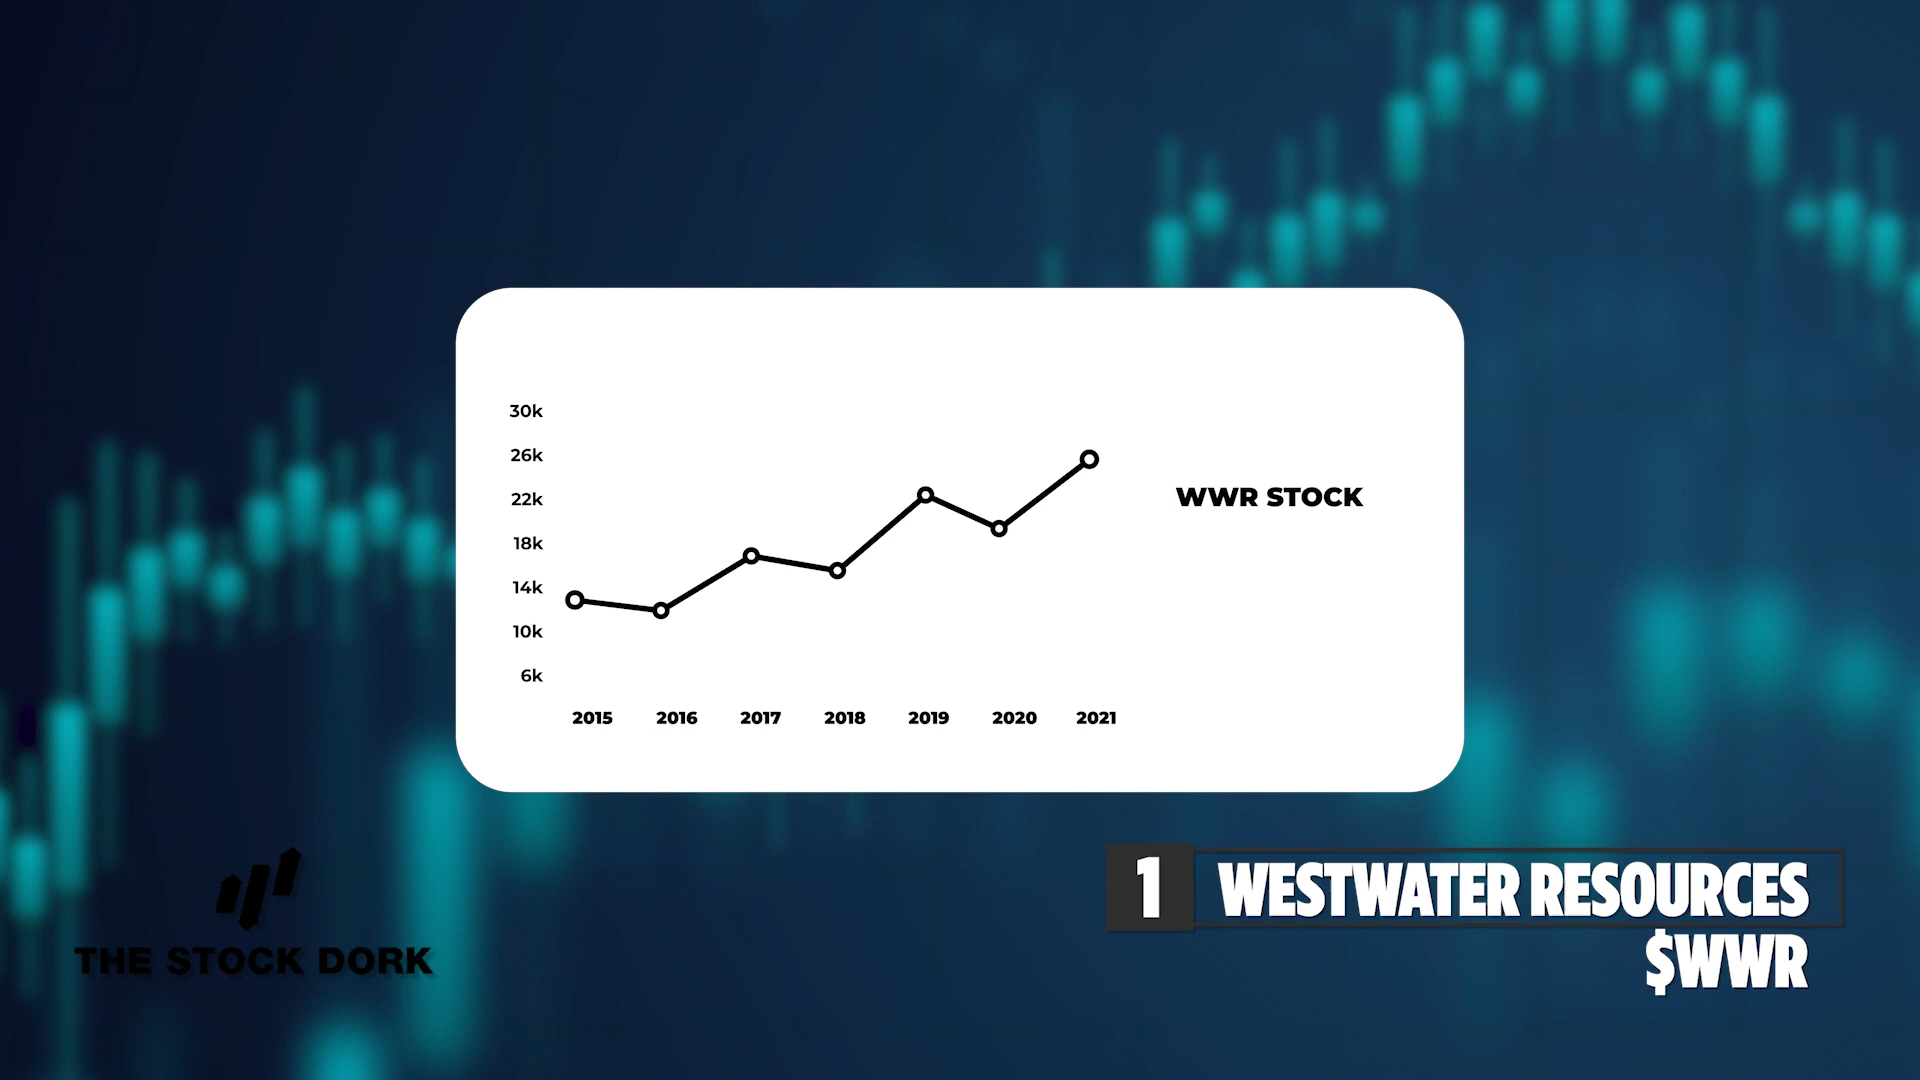 30k
26k
22k
18k
14k
10k
6k
2015 2016 2017 2018 2019 2020 2021
WWR STOCK
THE STOCK DORK
1 WESTWATER RESOURCES
$WWR